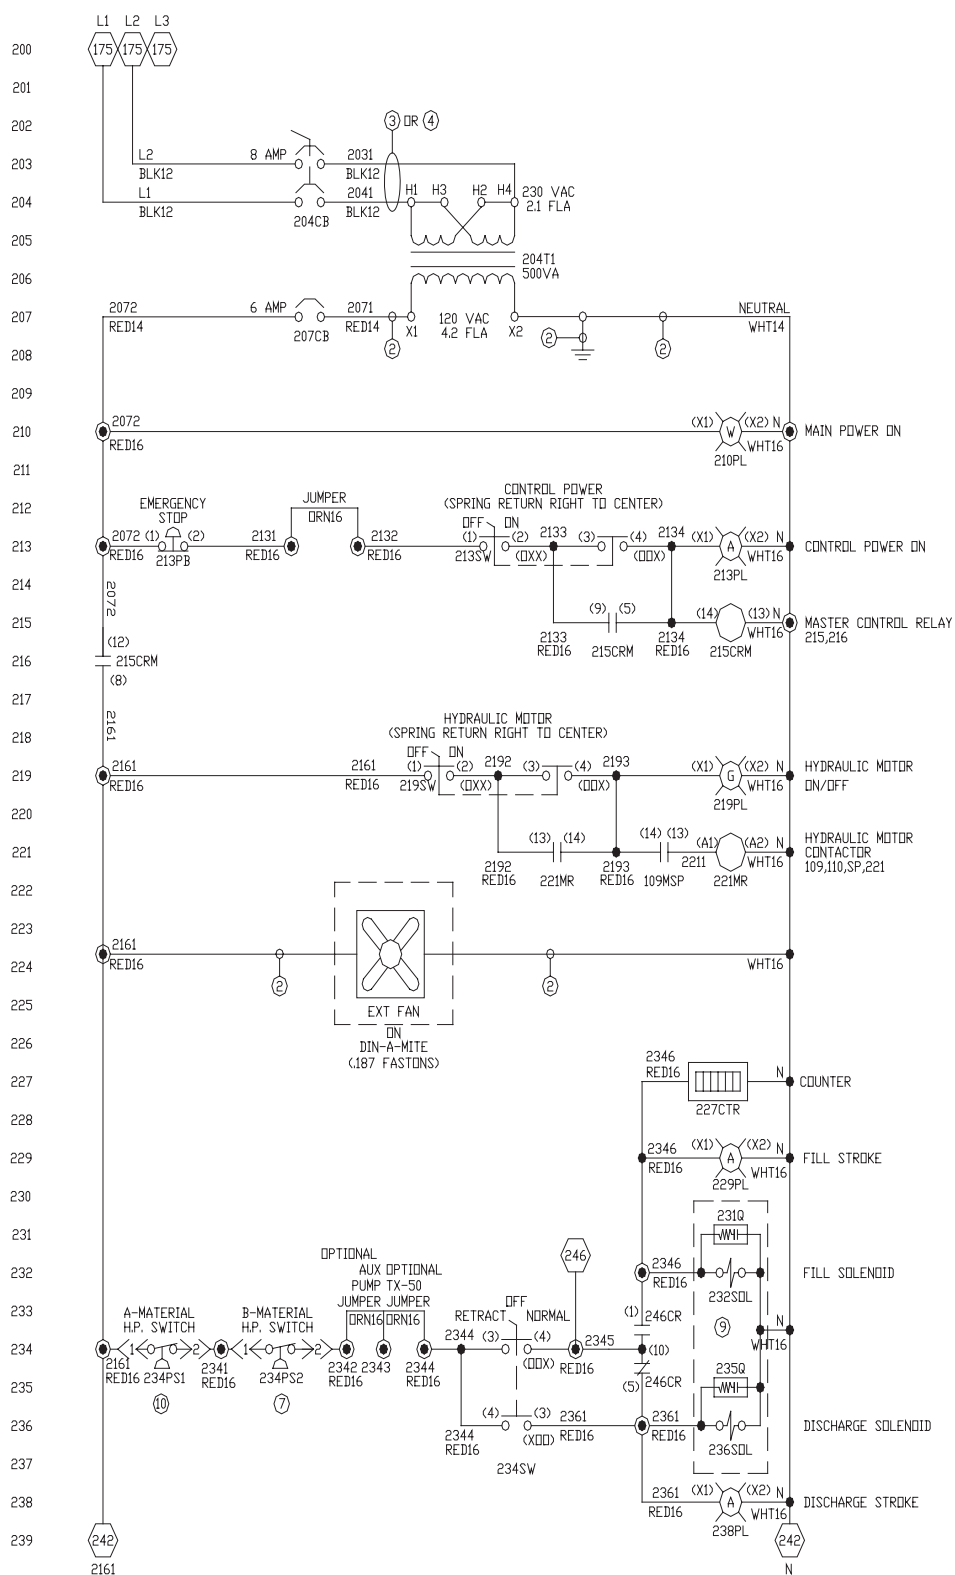 L1 L2 L3
200 175 175 175
201
202 3 OR 4
L2 8 AMP 2031
203
BLK12 BLK12
L1 2041 H1 H3 H2 H4 230 VAC
204 2.1 FLA
BLK12 204CB BLK12
205
204T1
500VA
206
2072 6 AMP 2071 NEUTRAL
207 120 VAC
RED14 207CB RED14 X1 4.2 FLA X2 WHT14
2 2 2
208
209
2072 (X1) (X2) N
210 W MAIN POWER ON
RED16 WHT16
210PL
211
212 EMERGENCY STOP JUMPER CONTROL POWER
(SPRING RETURN RIGHT TO CENTER)
ORN16 OFF ON
2072 (1) (2) 2131 2132 (1) (2) 2133 (3) (4) 2134 (X1) (X2) N
213 A CONTROL POWER ON
RED16 213PB RED16 RED16 213SW (OXX) (OOX) WHT16
213PL
214
2072
(9) (5) (14) (13) N
215 MASTER CONTROL RELAY
2133 2134 WHT16 215,216
RED16 215CRM RED16 215CRM
(12)
216 215CRM
(8)
217
2161
218 HYDRAULIC MOTOR
(SPRING RETURN RIGHT TO CENTER)
OFF ON
2161 2161 (1) (2) 2192 (3) (4) 2193 (X1) (X2) N HYDRAULIC MOTOR
219 G ON/OFF
RED16 RED16 219SW (OXX) (OOX) WHT16
219PL
220
(13) (14) (14) (13) (A1) (A2) N HYDRAULIC MOTOR
221 CONTACTOR
2192 2193 2211 WHT16 109,110,SP,221
RED16 221MR RED16 109MSP 221MR
222
223
2161
224 RED16 WHT16
2 2
225 EXT FAN
ON
226 DIN-A-MITE
(.187 FASTONS)
2346
RED16 N
227 COUNTER
227CTR
228
2346 (X1) (X2) N
229 A FILL STROKE
RED16 WHT16
229PL
230
231 231Q
OPTIONAL 246 2346
232 AUX OPTIONAL RED16 232SOL FILL SOLENOID
PUMP TX-50
JUMPER JUMPER OFF
233 A-MATERIAL B-MATERIAL ORN16 ORN16 RETRACT NORMAL (1) 246CR 9
H.P. SWITCH H.P. SWITCH
2344 (3) (4) 2345
234 1 2 1 2 (10) WHT16
2161 234PS1 2341 234PS2 2342 2343 2344 (OOX) RED16
RED16 RED16 RED16 RED16
235 (5) 246CR 235Q
10 7
(4) (3) 2361 2361
236 DISCHARGE SOLENOID
2344 (XOO) RED16 RED16 236SOL
RED16
237 234SW
2361 (X1) (X2) N
238 A DISCHARGE STROKE
RED16 WHT16
238PL
239 242 242
2161 N